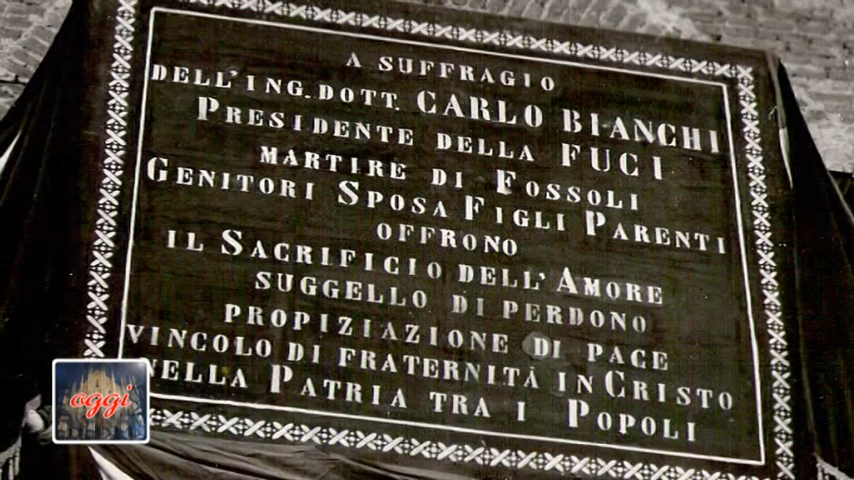 A SUFFRAGIO
DELL'ING. DOTT. CARLO BIANCHI
PRESIDENTE DELLA FUCI
MARTIRE DI FOSSOLI
GENITORI SPOSA FIGLI PARENTI
OFFRONO
IL SACRIFICIO DELL'AMORE
SUGGELLO DI PERDONO
PROPIZIAZIONE DI PACE
VINCOLO DI FRATERNITÀ IN CRISTO
NELLA PATRIA TRA I POPOLI
oggi